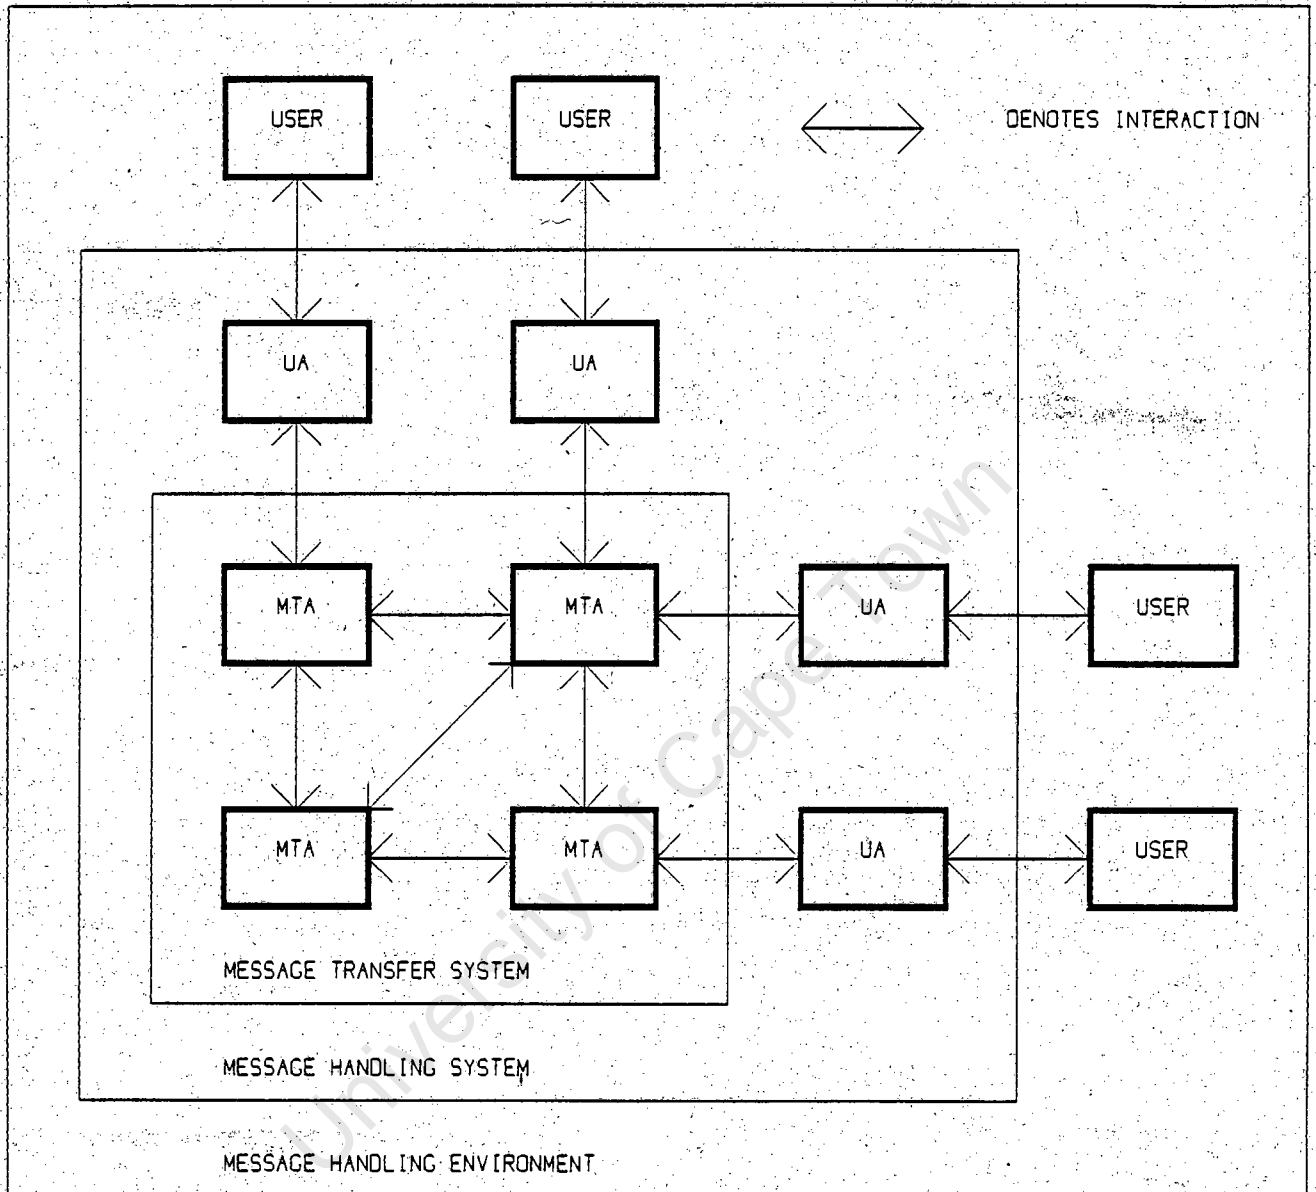 USER
USER
DENOTES INTERACTION
UA
UA
MTA
MTA
UA
USER
MTA
MTA
UA
USER
MESSAGE TRANSFER SYSTEM
MESSAGE HANDLING SYSTEM
MESSAGE HANDLING ENVIRONMENT
University of Cape Town